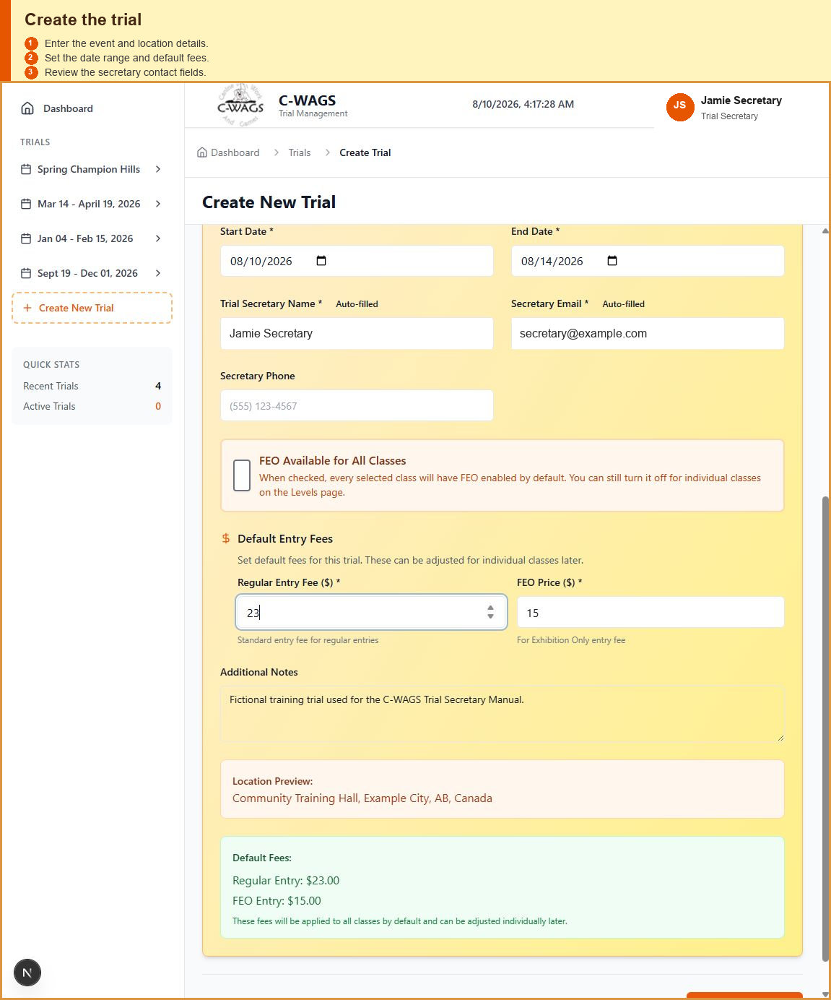 Create the trial
1 Enter the event and location details.
2 Set the date range and default fees.
3 Review the secretary contact fields.
Dashboard
TRIALS
Spring Champion Hills
Mar 14 - April 19, 2026
Jan 04 - Feb 15, 2026
Sept 19 - Dec 01, 2026
+ Create New Trial
QUICK STATS
Recent Trials 4
Active Trials 0
Canine Work
C-WAGS
And Games
C-WAGS
Trial Management
8/10/2026, 4:17:28 AM
JS
Jamie Secretary
Trial Secretary
Dashboard > Trials > Create Trial
Create New Trial
Start Date * End Date *
08/10/2026 08/14/2026
Trial Secretary Name * Auto-filled Secretary Email * Auto-filled
Jamie Secretary secretary@example.com
Secretary Phone
(555) 123-4567
FEO Available for All Classes
When checked, every selected class will have FEO enabled by default. You can still turn it off for individual classes
on the Levels page.
$ Default Entry Fees
Set default fees for this trial. These can be adjusted for individual classes later.
Regular Entry Fee ($) * FEO Price ($) *
23 15
Standard entry fee for regular entries For Exhibition Only entry fee
Additional Notes
Fictional training trial used for the C-WAGS Trial Secretary Manual.
Location Preview:
Community Training Hall, Example City, AB, Canada
Default Fees:
Regular Entry: $23.00
FEO Entry: $15.00
These fees will be applied to all classes by default and can be adjusted individually later.
N